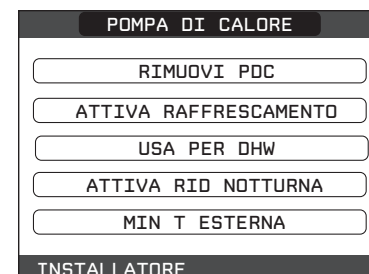 POMPA DI CALORE
RIMUOVI PDC
ATTIVA RAFFRESCAMENTO
USA PER DHW
ATTIVA RID NOTTURNA
MIN T ESTERNA
INSTALLATORE